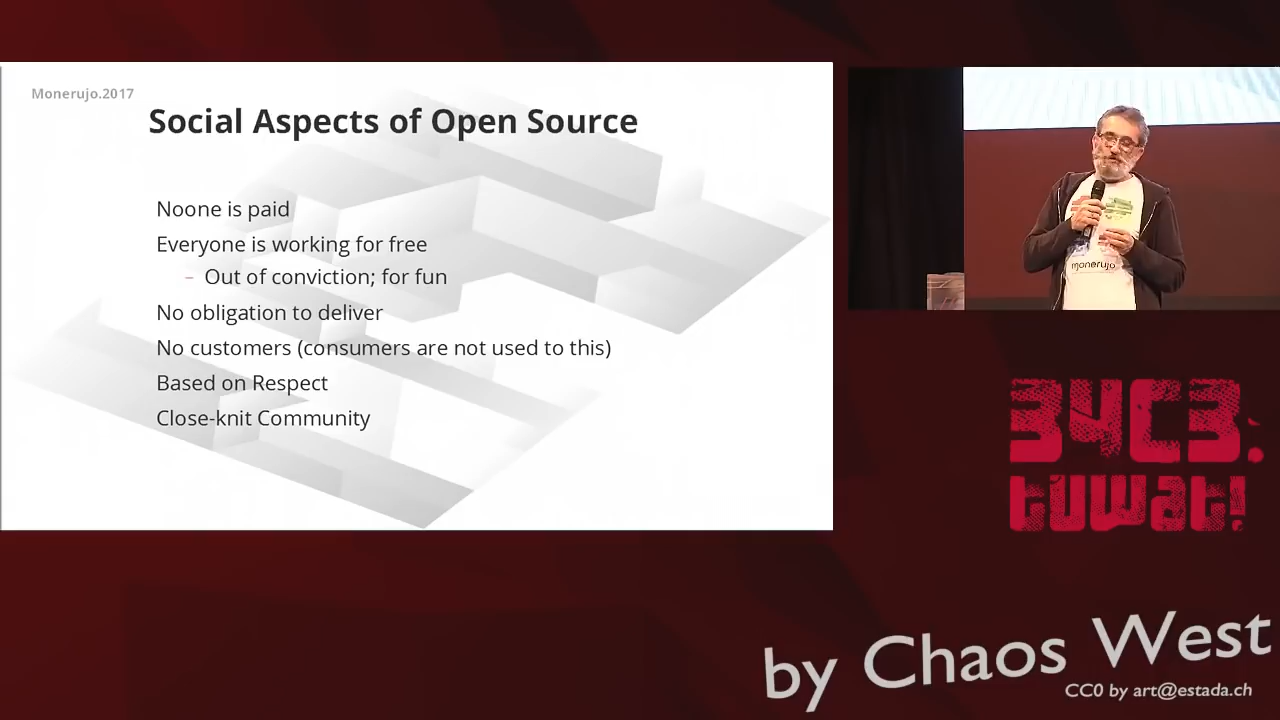 Monerujo.2017
Social Aspects of Open Source
Noone is paid
Everyone is working for free
– Out of conviction; for fun
No obligation to deliver
No customers (consumers are not used to this)
Based on Respect
Close-knit Community
monerujo
34C3:
tuwat!
by Chaos West
CC0 by art@estada.ch